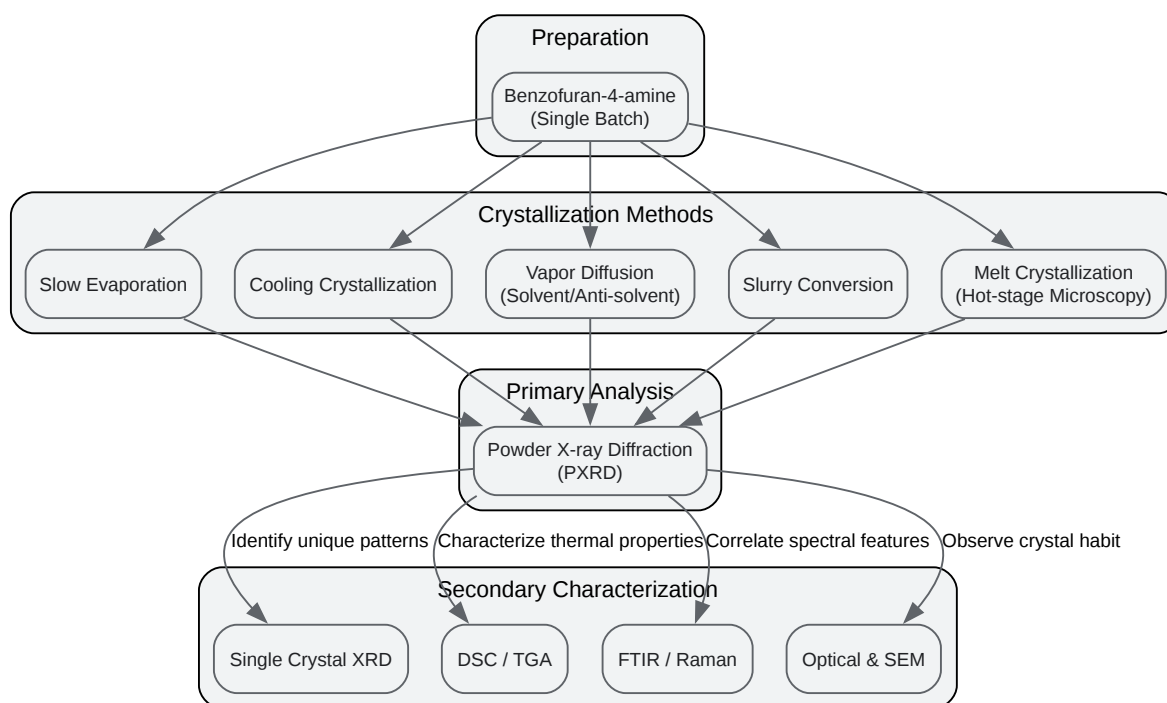 Preparation
Benzofuran-4-amine
(Single Batch)
Crystallization Methods
Slow Evaporation
Cooling Crystallization
Vapor Diffusion
(Solvent/Anti-solvent)
Slurry Conversion
Melt Crystallization
(Hot-stage Microscopy)
Primary Analysis
Powder X-ray Diffraction
(PXRD)
Identify unique patterns
Characterize thermal properties
Correlate spectral features
Observe crystal habit
Secondary Characterization
Single Crystal XRD
DSC / TGA
FTIR / Raman
Optical & SEM